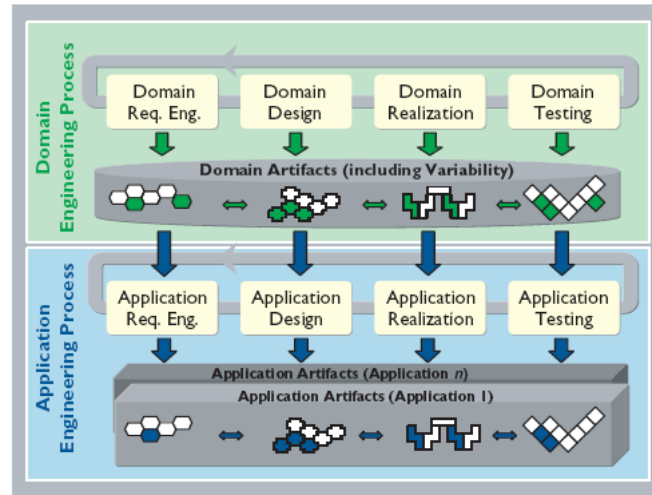 Domain
Engineering Process
Domain
Req. Eng.
Domain
Design
Domain
Realization
Domain
Testing
Domain Artifacts (including Variability)
Application
Engineering Process
Application
Req. Eng.
Application
Design
Application
Realization
Application
Testing
Application Artifacts (Application n)
Application Artifacts (Application 1)